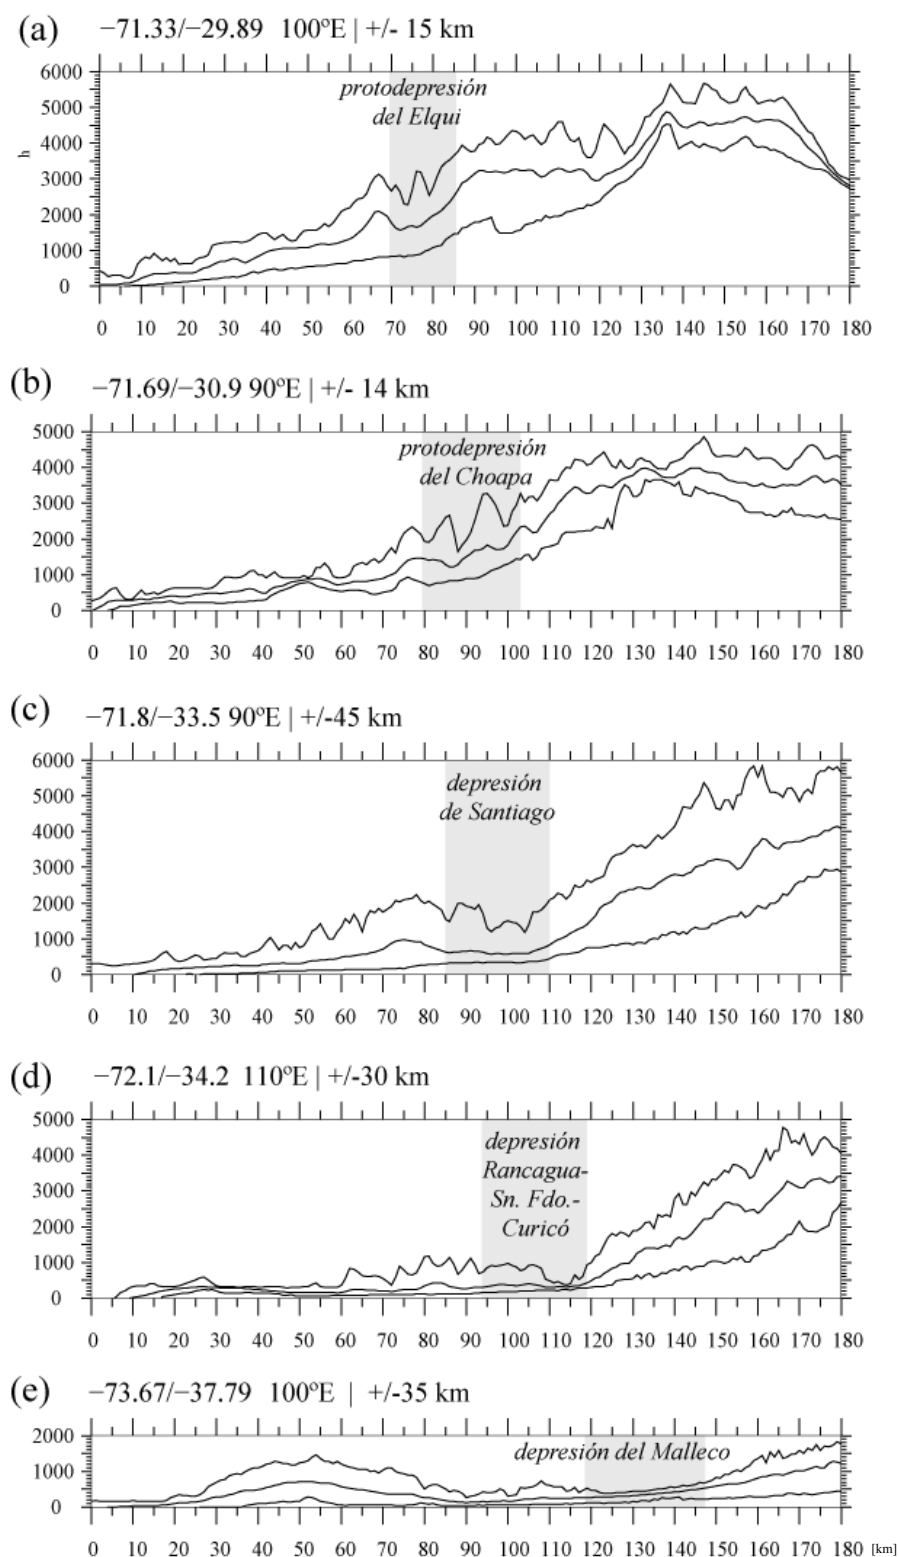 (a) −71.33/−29.89 100ºE | +/- 15 km
6000
5000
4000
3000
2000
1000
0
h
protodepresión
del Elqui
0 10 20 30 40 50 60 70 80 90 100 110 120 130 140 150 160 170 180
(b) −71.69/−30.9 90ºE | +/- 14 km
5000
4000
3000
2000
1000
0
protodepresión
del Choapa
0 10 20 30 40 50 60 70 80 90 100 110 120 130 140 150 160 170 180
(c) −71.8/−33.5 90ºE | +/-45 km
6000
5000
4000
3000
2000
1000
0
depresión
de Santiago
0 10 20 30 40 50 60 70 80 90 100 110 120 130 140 150 160 170 180
(d) −72.1/−34.2 110ºE | +/-30 km
5000
4000
3000
2000
1000
0
depresión
Rancagua-
Sn. Fdo.-
Curicó
0 10 20 30 40 50 60 70 80 90 100 110 120 130 140 150 160 170 180
(e) −73.67/−37.79 100ºE | +/-35 km
2000
1000
0
depresión del Malleco
0 10 20 30 40 50 60 70 80 90 100 110 120 130 140 150 160 170 180 [km]